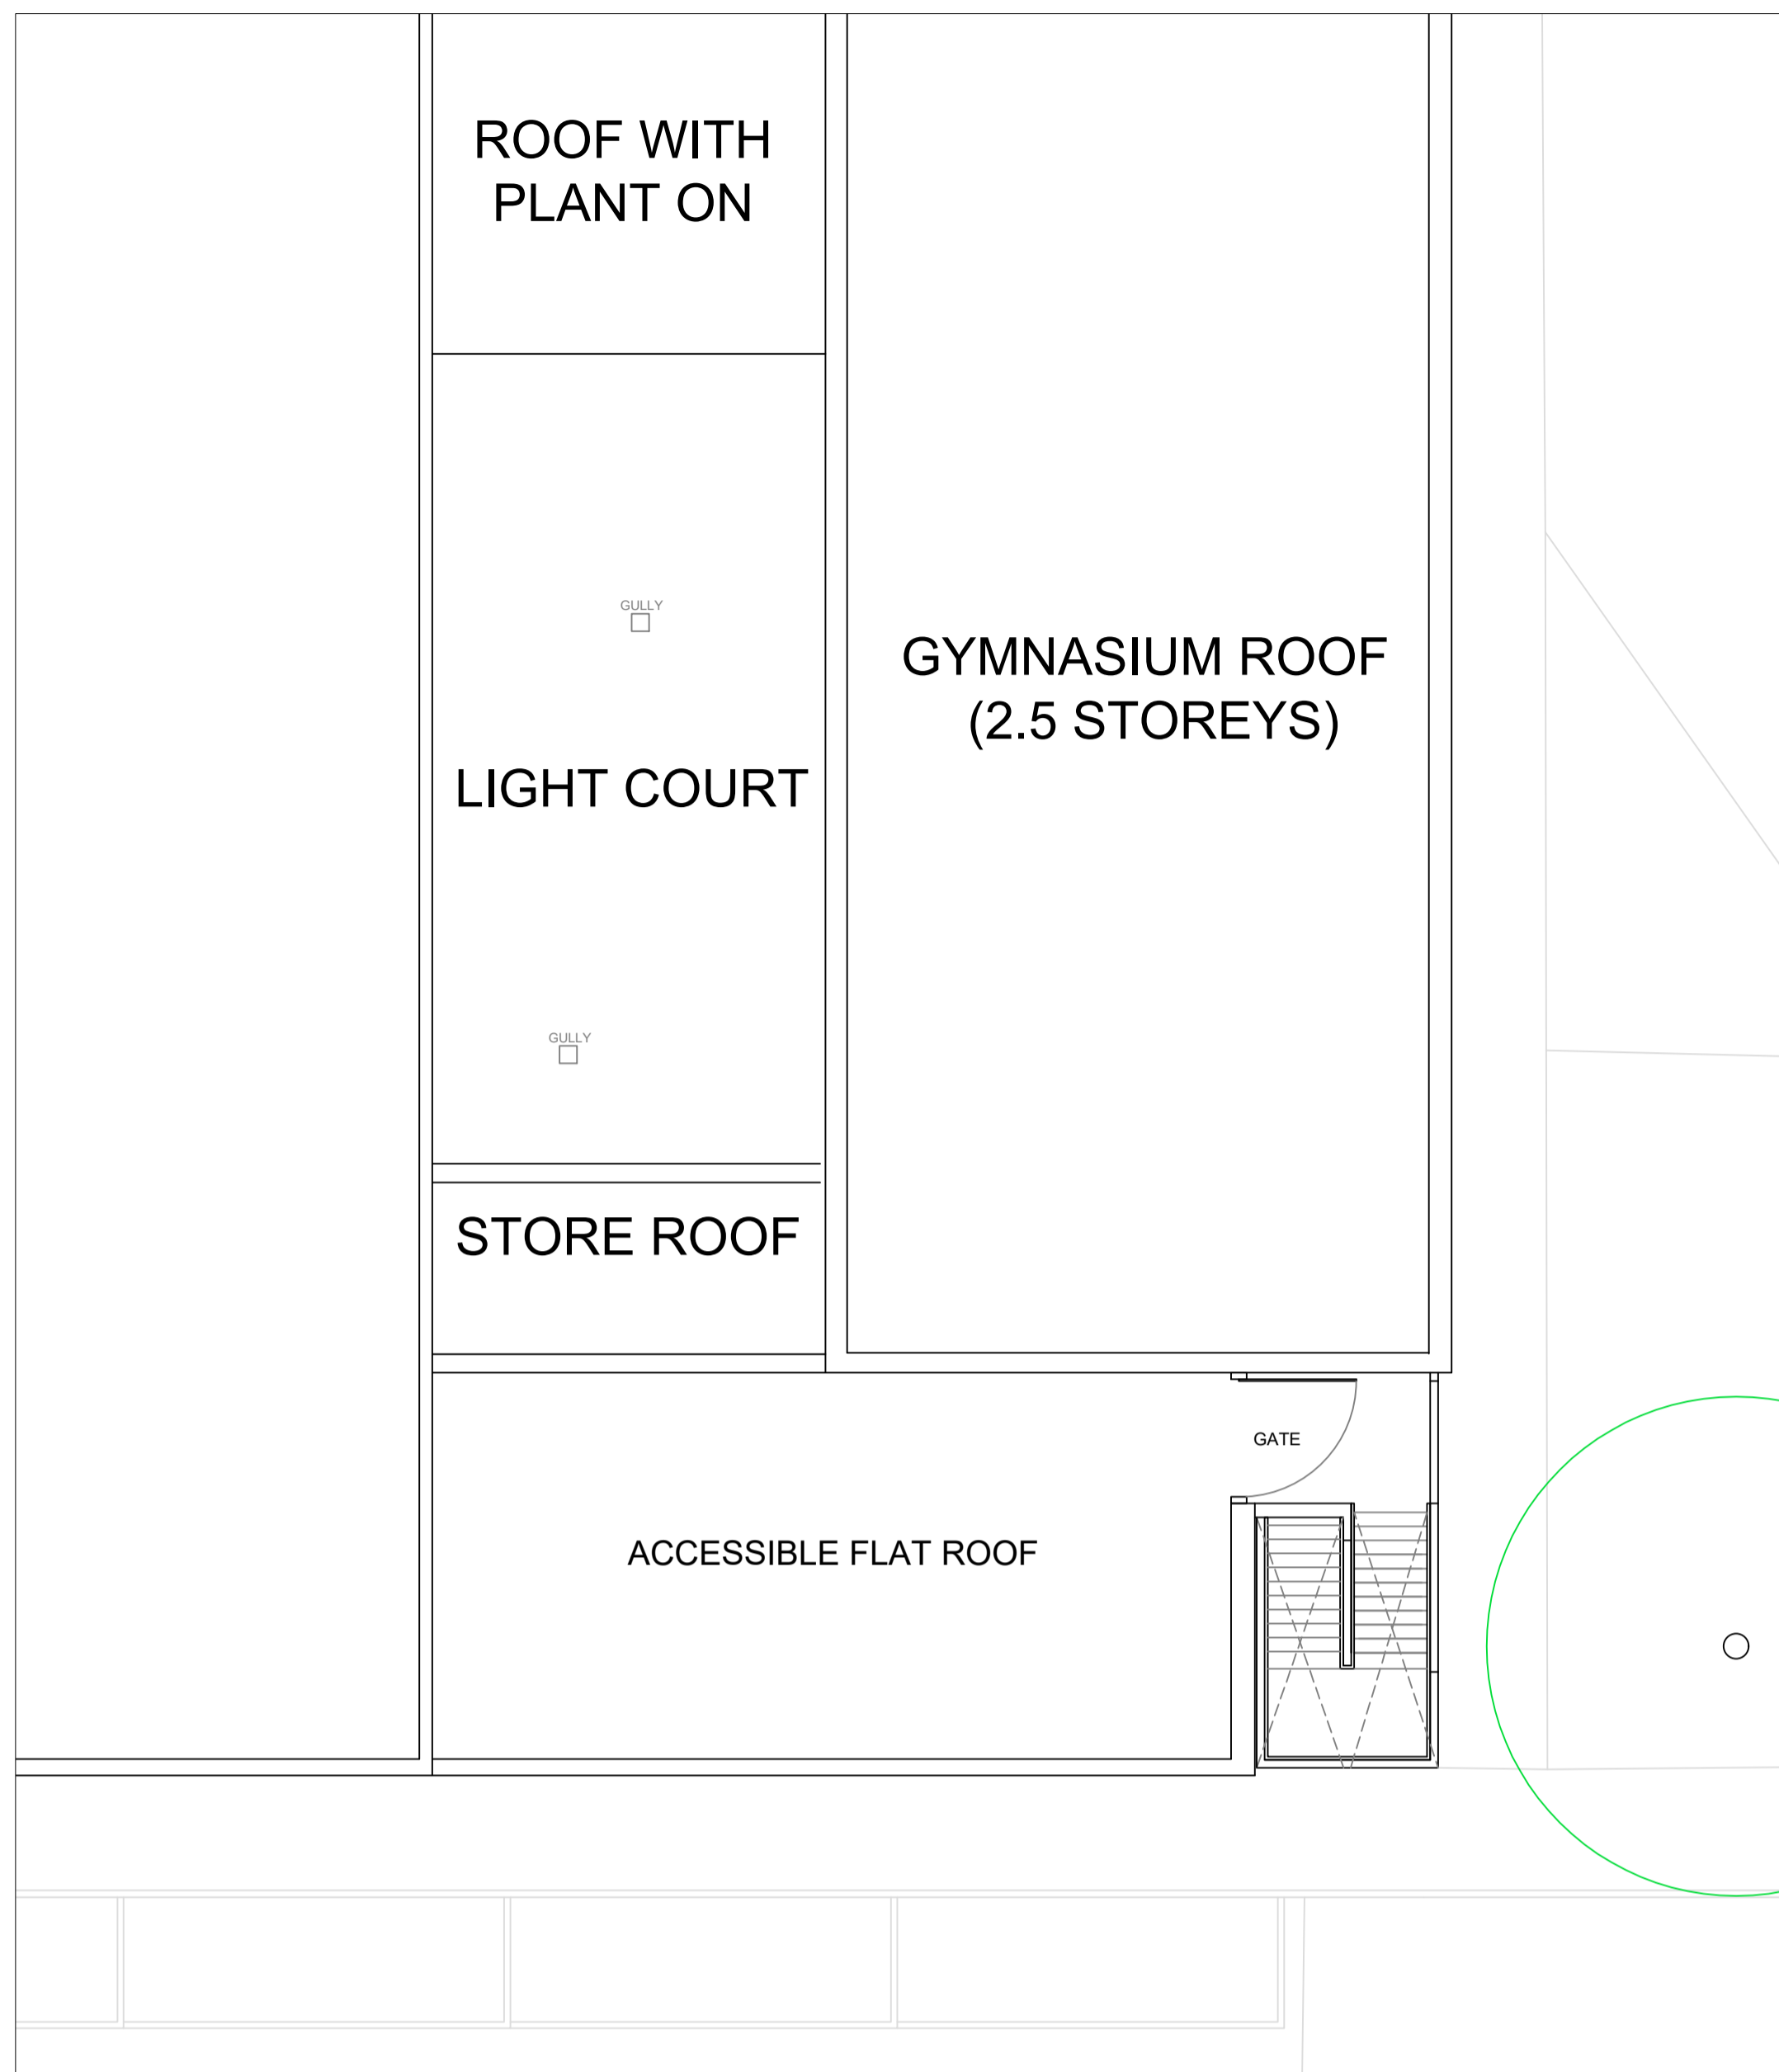 ROOF WITH
PLANT ON
GULLY
GYMNASIUM ROOF
(2.5 STOREYS)
LIGHT COURT
GULLY
STORE ROOF
GATE
ACCESSIBLE FLAT ROOF